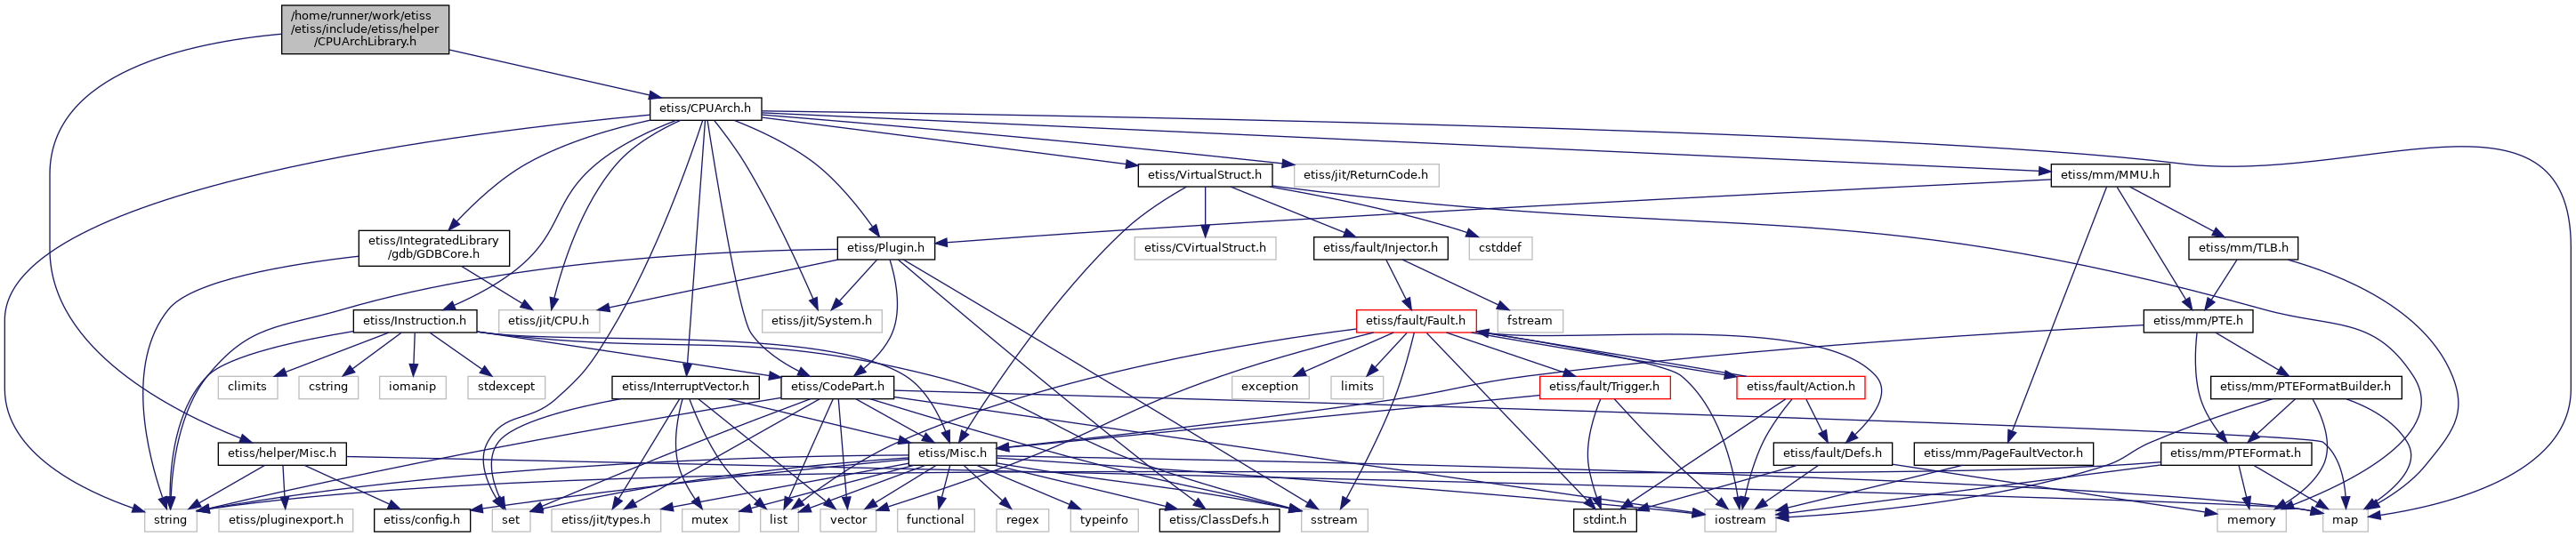 /home/runner/work/etiss
/etiss/include/etiss/helper
/CPUArchLibrary.h
etiss/CPUArch.h
etiss/VirtualStruct.h
etiss/jit/ReturnCode.h
etiss/mm/MMU.h
etiss/IntegratedLibrary
/gdb/GDBCore.h
etiss/Plugin.h
etiss/CVirtualStruct.h
etiss/fault/Injector.h
cstddef
etiss/mm/TLB.h
etiss/Instruction.h
etiss/jit/CPU.h
etiss/jit/System.h
etiss/fault/Fault.h
fstream
etiss/mm/PTE.h
climits
cstring
iomanip
stdexcept
etiss/InterruptVector.h
etiss/CodePart.h
exception
limits
etiss/fault/Trigger.h
etiss/fault/Action.h
etiss/mm/PTEFormatBuilder.h
etiss/helper/Misc.h
etiss/Misc.h
etiss/fault/Defs.h
etiss/mm/PageFaultVector.h
etiss/mm/PTEFormat.h
string
etiss/pluginexport.h
etiss/config.h
set
etiss/jit/types.h
mutex
list
vector
functional
regex
typeinfo
etiss/ClassDefs.h
sstream
stdint.h
iostream
memory
map